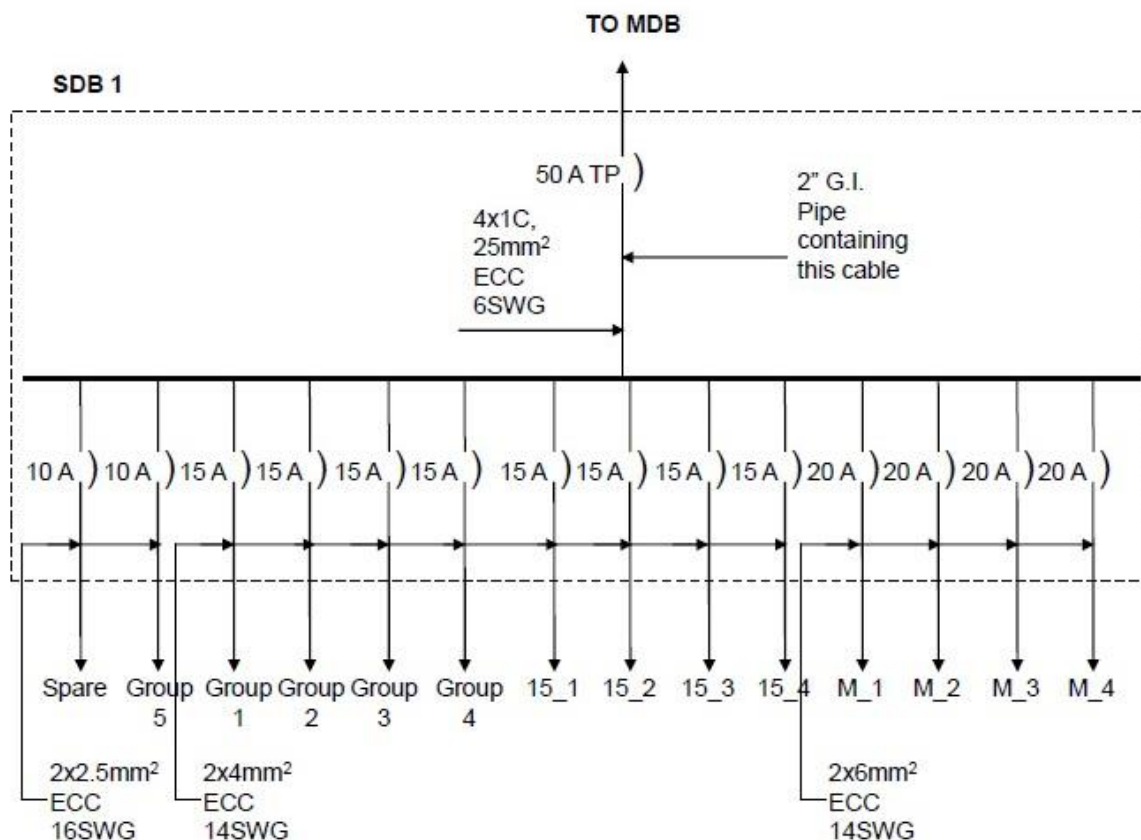 TO MDB
SDB 1
50 A TP
4x1C,
25mm²
ECC
6SWG
2” G.I.
Pipe
containing
this cable
10 A 10 A 15 A 15 A 15 A 15 A 15 A 15 A 15 A 15 A 20 A 20 A 20 A 20 A
Spare Group Group Group Group Group 15_1 15_2 15_3 15_4 M_1 M_2 M_3 M_4
5 1 2 3 4
2x2.5mm²
ECC
16SWG
2x4mm²
ECC
14SWG
2x6mm²
ECC
14SWG